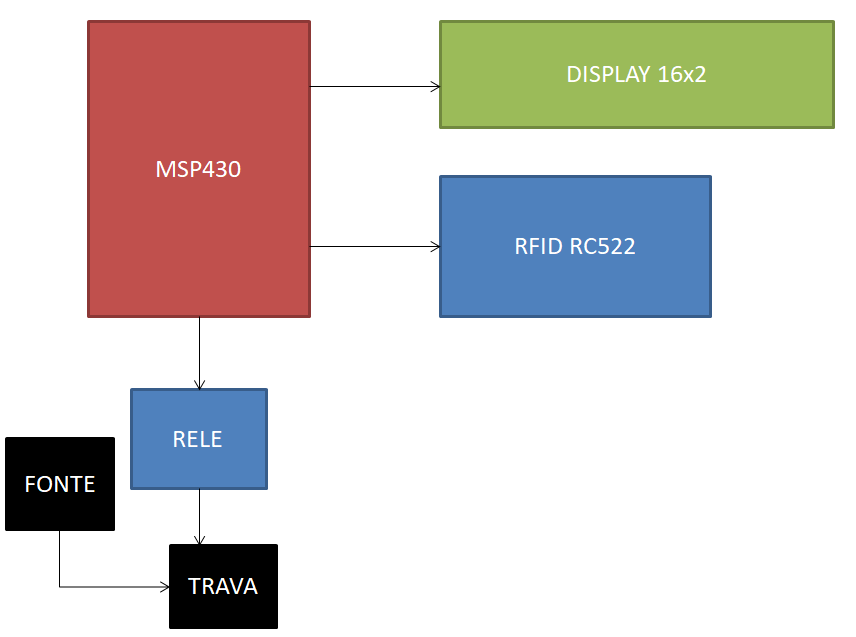 DISPLAY 16x2
MSP430
RFID RC522
RELE
FONTE
TRAVA